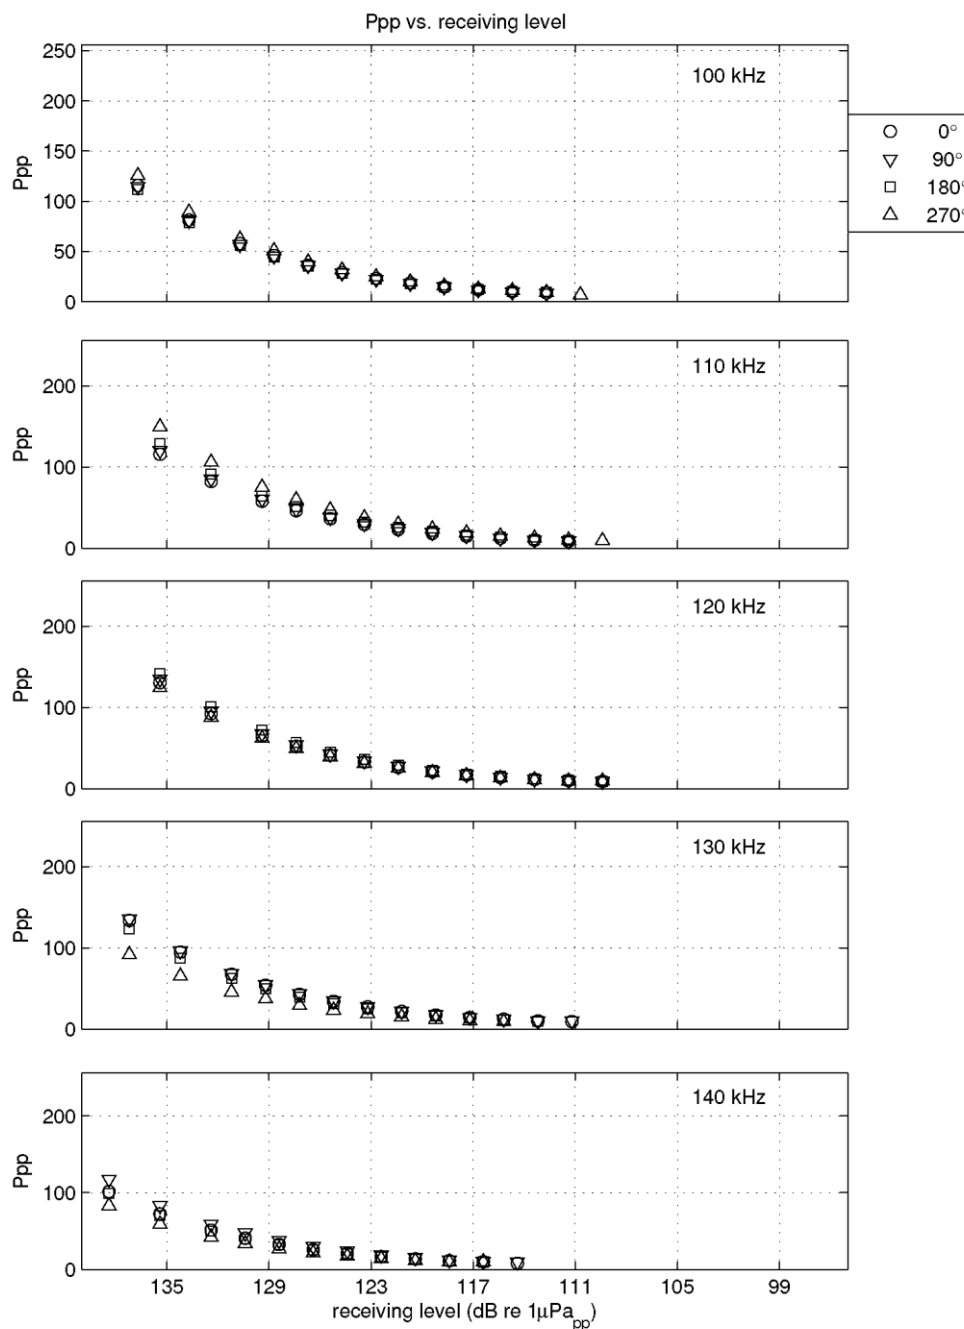 Ppp vs. receiving level
250
200
150
100
50
0
Ppp
100 kHz
0°
90°
180°
270°
200
100
0
Ppp
110 kHz
200
100
0
Ppp
120 kHz
200
100
0
Ppp
130 kHz
200
100
0
Ppp
140 kHz
135 129 123 117 111 105 99
receiving level (dB re 1μPapp)